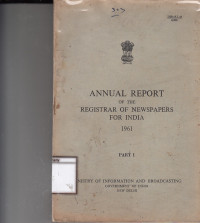 ANNUAL REPORT
OF THE
REGISTRAR OF NEWSPAPERS
FOR INDIA
1961
PART I
MINISTRY OF INFORMATION AND BROADCASTING
GOVERNMENT OF INDIA
NEW DELHI